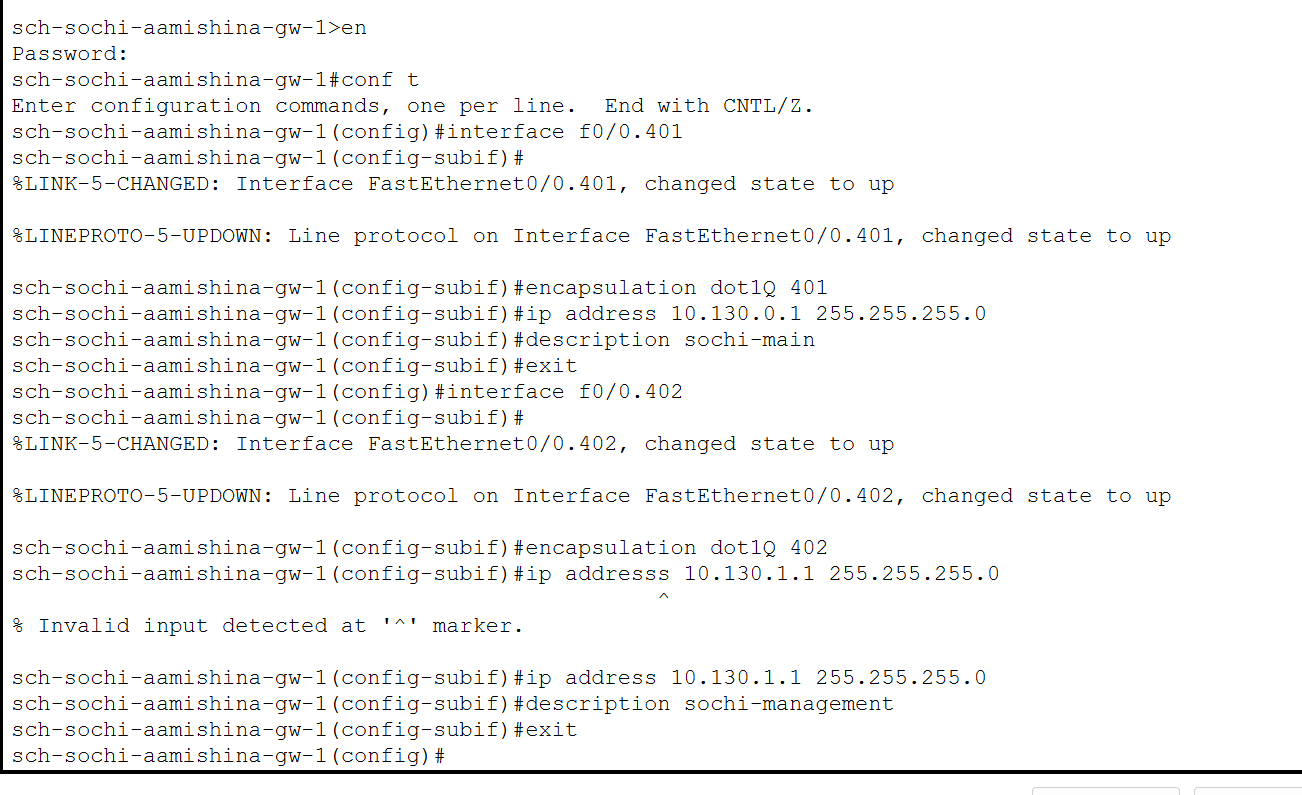 sch-sochi-aamishina-gw-1>en
Password:
sch-sochi-aamishina-gw-1#conf t
Enter configuration commands, one per line.  End with CNTL/Z.
sch-sochi-aamishina-gw-1(config)#interface f0/0.401
sch-sochi-aamishina-gw-1(config-subif)#
%LINK-5-CHANGED: Interface FastEthernet0/0.401, changed state to up
%LINEPROTO-5-UPDOWN: Line protocol on Interface FastEthernet0/0.401, changed state to up
sch-sochi-aamishina-gw-1(config-subif)#encapsulation dot1Q 401
sch-sochi-aamishina-gw-1(config-subif)#ip address 10.130.0.1 255.255.255.0
sch-sochi-aamishina-gw-1(config-subif)#description sochi-main
sch-sochi-aamishina-gw-1(config-subif)#exit
sch-sochi-aamishina-gw-1(config)#interface f0/0.402
sch-sochi-aamishina-gw-1(config-subif)#
%LINK-5-CHANGED: Interface FastEthernet0/0.402, changed state to up
%LINEPROTO-5-UPDOWN: Line protocol on Interface FastEthernet0/0.402, changed state to up
sch-sochi-aamishina-gw-1(config-subif)#encapsulation dot1Q 402
sch-sochi-aamishina-gw-1(config-subif)#ip addresss 10.130.1.1 255.255.255.0
^
% Invalid input detected at '^' marker.
sch-sochi-aamishina-gw-1(config-subif)#ip address 10.130.1.1 255.255.255.0
sch-sochi-aamishina-gw-1(config-subif)#description sochi-management
sch-sochi-aamishina-gw-1(config-subif)#exit
sch-sochi-aamishina-gw-1(config)#